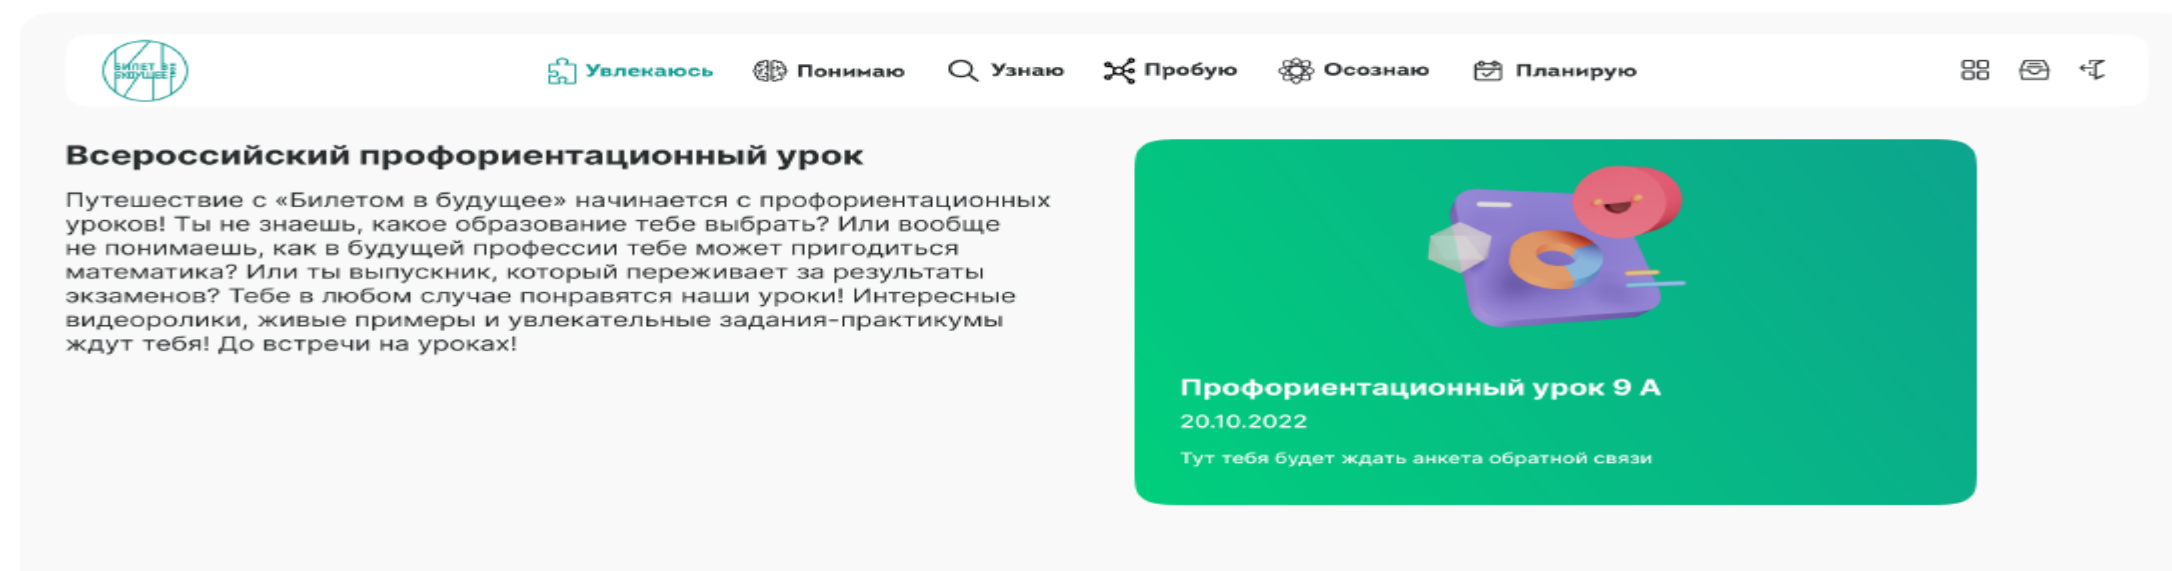 БИЛЕТ В
БУДУЩЕЕ
Увлекаюсь
Понимаю
Узнаю
Пробую
Осознаю
Планирую
Всероссийский профориентационный урок
Путешествие с «Билетом в будущее» начинается с профориентационных
уроков! Ты не знаешь, какое образование тебе выбрать? Или вообще
не понимаешь, как в будущей профессии тебе может пригодиться
математика? Или ты выпускник, который переживает за результаты
экзаменов? Тебе в любом случае понравятся наши уроки! Интересные
видеоролики, живые примеры и увлекательные задания-практикумы
ждут тебя! До встречи на уроках!
Профориентационный урок 9 А
20.10.2022
Тут тебя будет ждать анкета обратной связи